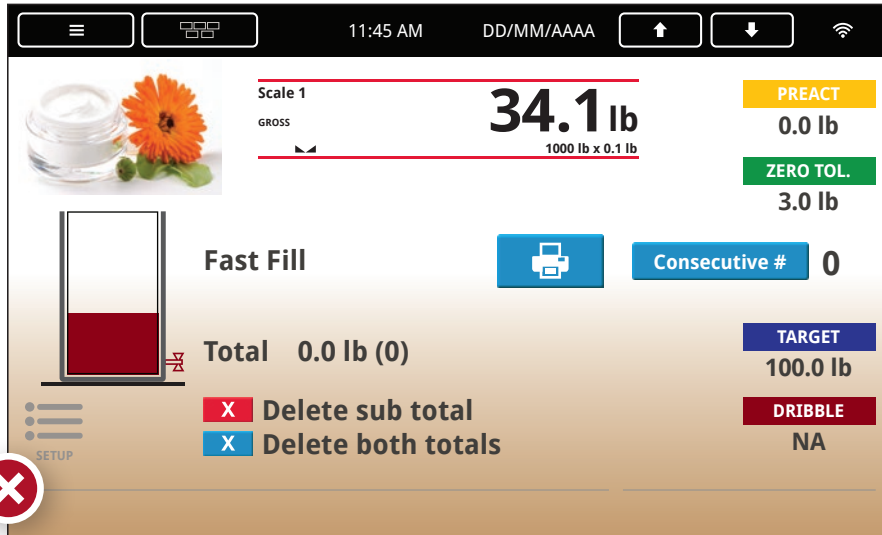 11:45 AM DD/MM/AAAA
Scale 1
GROSS
34.1 lb
1000 lb x 0.1 lb
PREACT
0.0 lb
ZERO TOL.
3.0 lb
Fast Fill
Consecutive # 0
Total 0.0 lb (0)
TARGET
100.0 lb
X Delete sub total
X Delete both totals
DRIBBLE
NA
SETUP